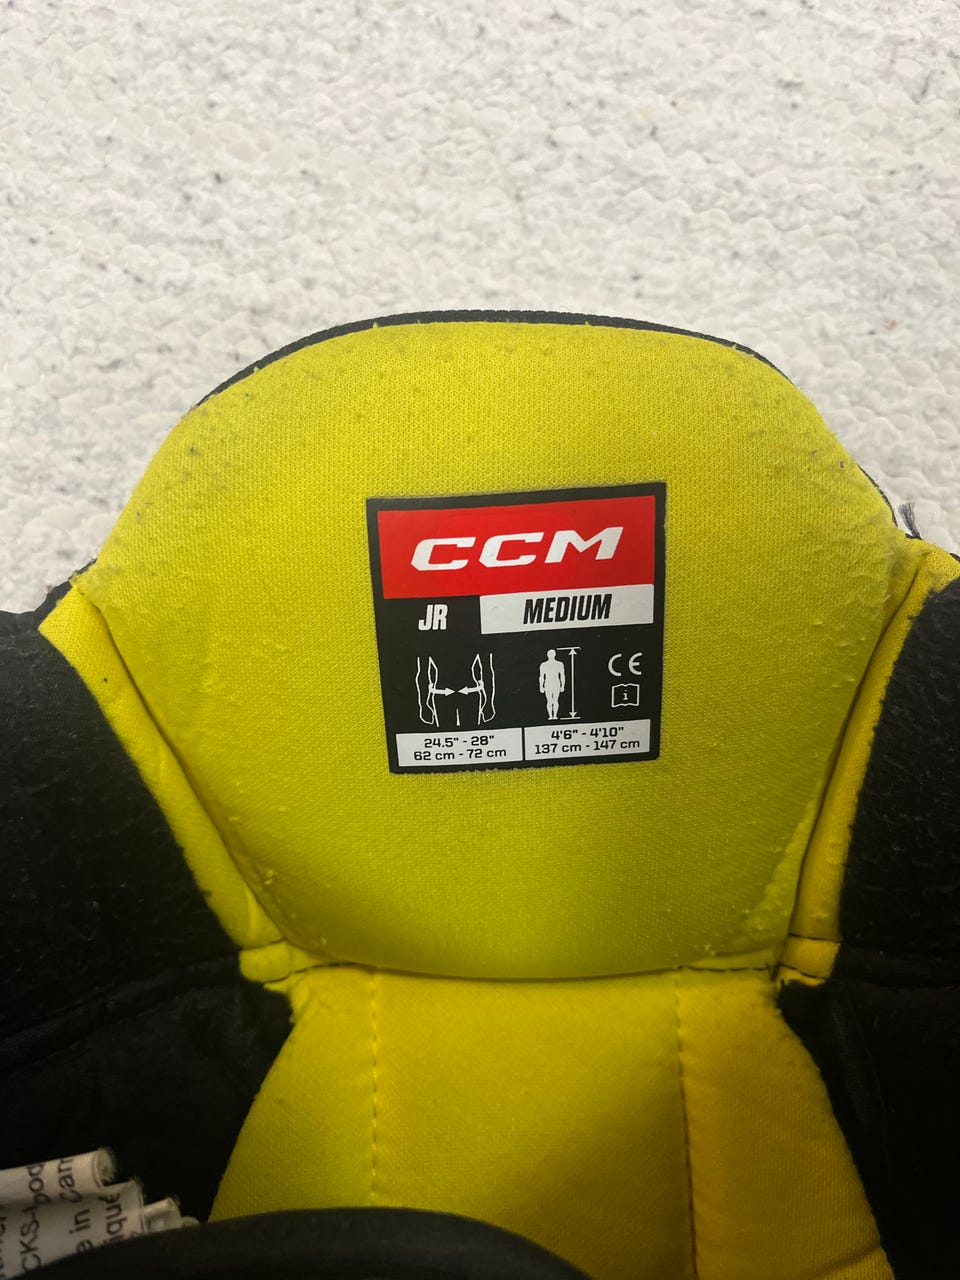 CCM
JR MEDIUM
CE
i
24.5" - 28"
62 cm - 72 cm
4'6" - 4'10"
137 cm - 147 cm